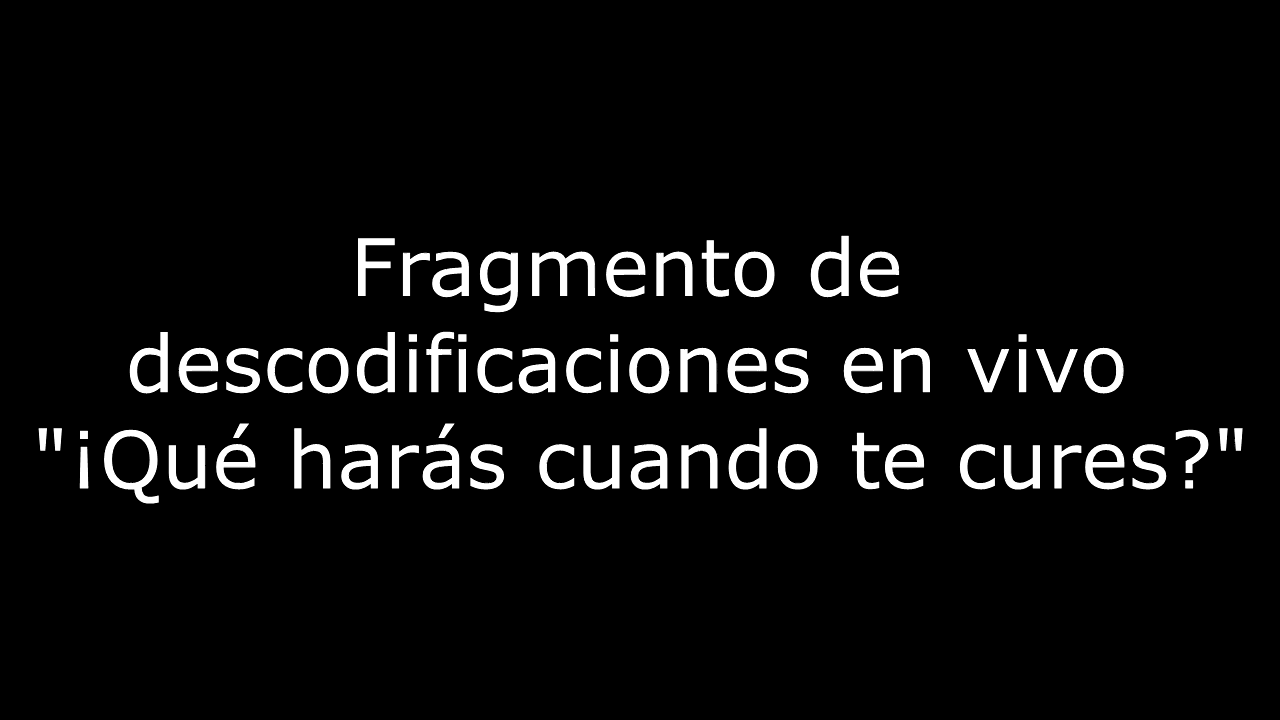 Fragmento de
descodificaciones en vivo
"¡Qué harás cuando te cures?"